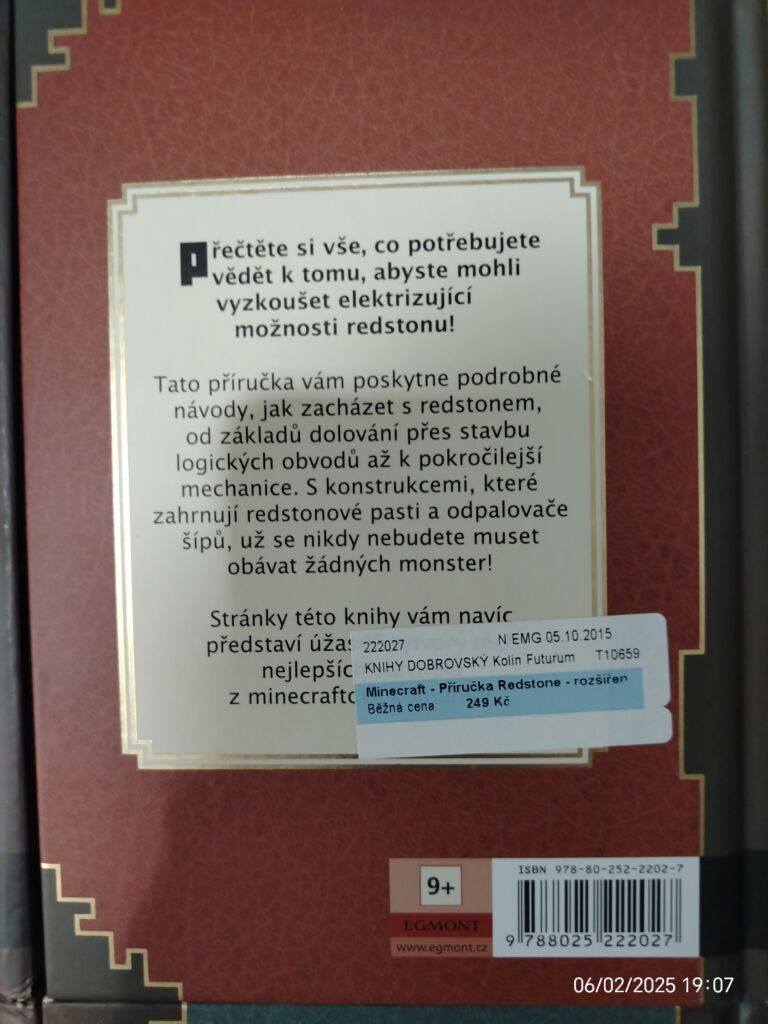 Přečtěte si vše, co potřebujete
vědět k tomu, abyste mohli
vyzkoušet elektrizující
možnosti redstonu!
Tato příručka vám poskytne podrobné
návody, jak zacházet s redstonem,
od základů dolování přes stavbu
logických obvodů až k pokročilejší
mechanice. S konstrukcemi, které
zahrnují redstonové pasti a odpalovače
šípů, už se nikdy nebudete muset
obávat žádných monster!
Stránky této knihy vám navíc
představí úžas
nejlepšíc
z minecrafto
222027 N EMG 05.10.2015
KNIHY DOBROVSKÝ Kolín Futurum T10659
Minecraft - Příručka Redstone - rozšířen
Běžná cena 249 Kč
9+
EGMONT
www.egmont.cz
ISBN 978-80-252-2202-7
9 788025 222027
06/02/2025 19:07